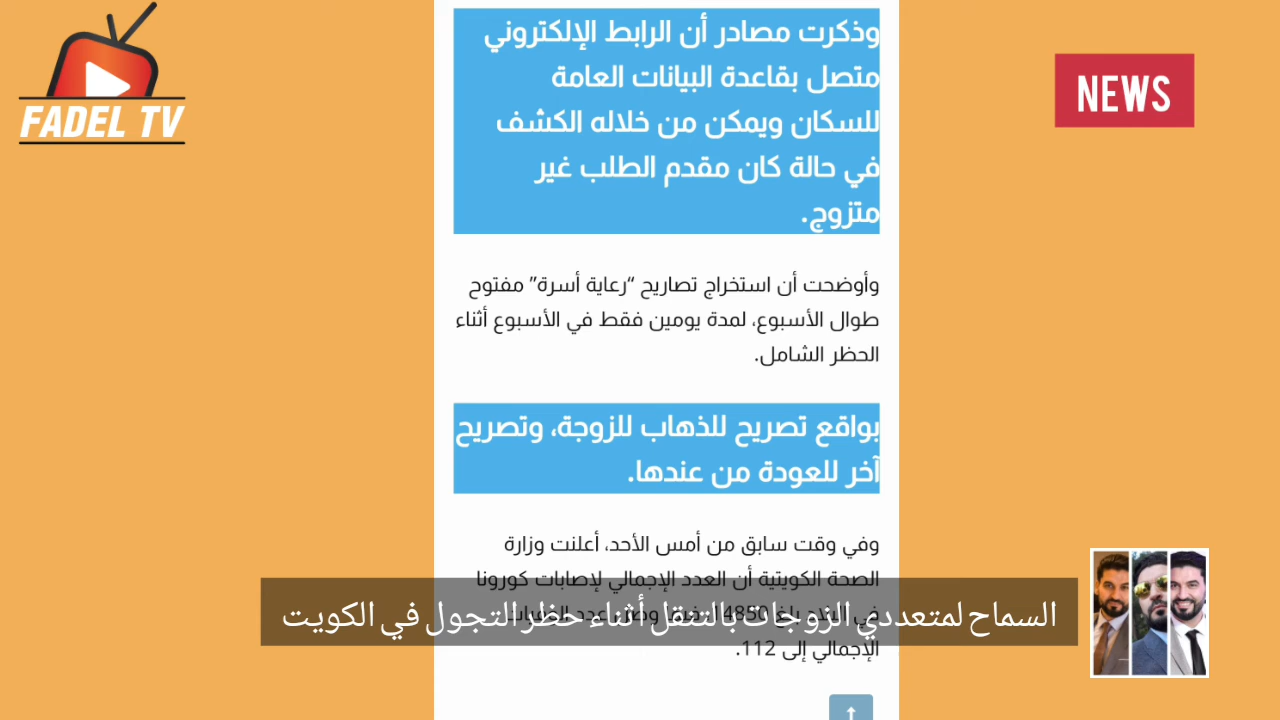 FADEL TV
NEWS
وذكرت مصادر أن الرابط الإلكتروني
متصل بقاعدة البيانات العامة
للسكان ويمكن من خلاله الكشف
في حالة كان مقدم الطلب غير
متزوج.
وأوضحت أن استخراج تصاريح “رعاية أسرة” مفتوح
طوال الأسبوع، لمدة يومين فقط في الأسبوع أثناء
الحظر الشامل.
بواقع تصريح للذهاب للزوجة، وتصريح
آخر للعودة من عندها.
وفي وقت سابق من أمس الأحد، أعلنت وزارة
الصحة الكويتية أن العدد الإجمالي لإصابات كورونا
في البلاد بلغ 14850
السماح لمتعددي الزوجات بالتنقل أثناء حظر التجول في الكويت
الإجمالي إلى 112.